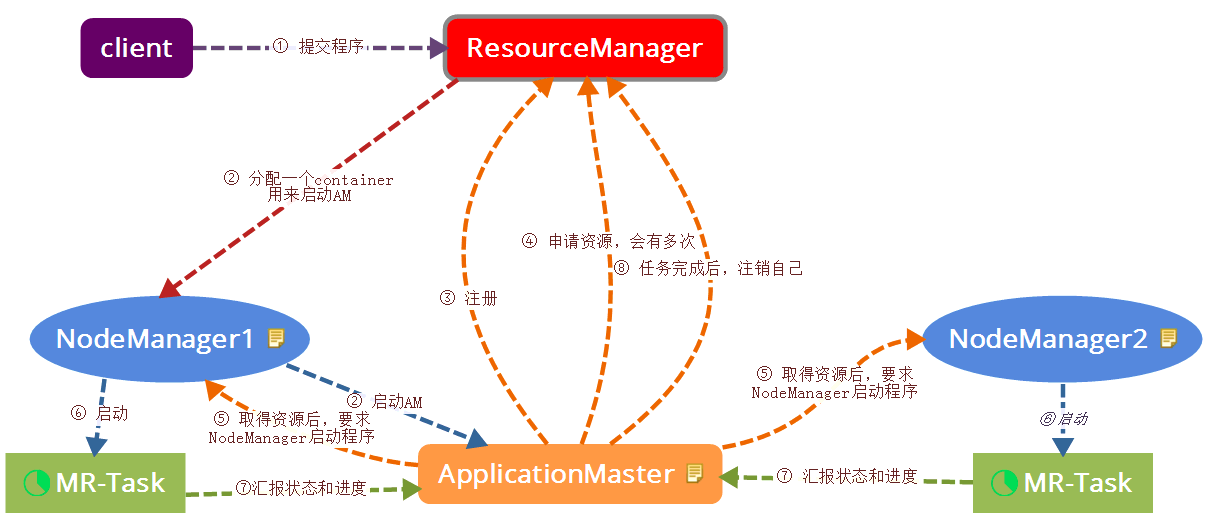 client
① 提交程序
ResourceManager
② 分配一个container
用来启动AM
④ 申请资源，会有多次
⑧ 任务完成后，注销自己
③ 注册
NodeManager1
NodeManager2
⑤ 取得资源后，要求
NodeManager启动程序
② 启动AM
⑥ 启动
⑤ 取得资源后，要求
NodeManager启动程序
⑥启动
MR-Task
⑦汇报状态和进度
ApplicationMaster
⑦ 汇报状态和进度
MR-Task